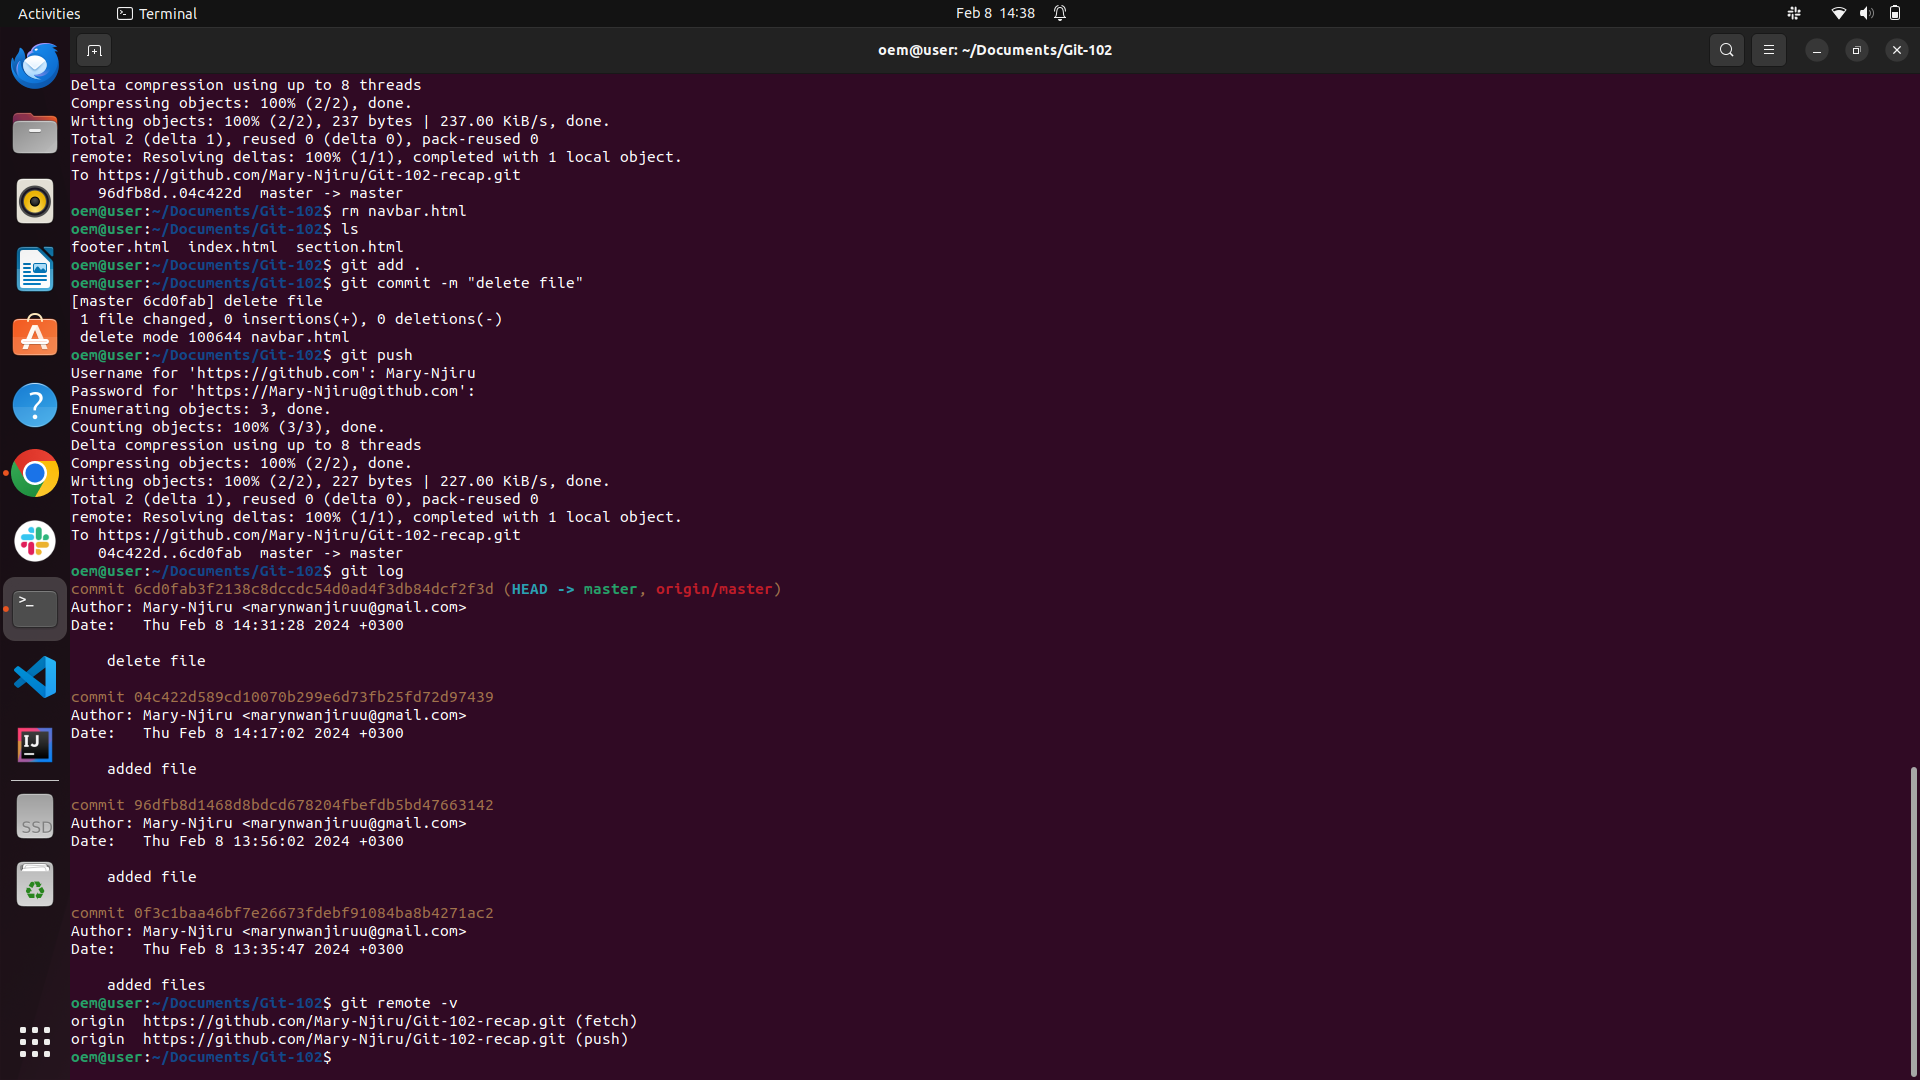 Activities
Terminal
Feb 8 14:38
oem@user: ~/Documents/Git-102
Delta compression using up to 8 threads
Compressing objects: 100% (2/2), done.
Writing objects: 100% (2/2), 237 bytes | 237.00 KiB/s, done.
Total 2 (delta 1), reused 0 (delta 0), pack-reused 0
remote: Resolving deltas: 100% (1/1), completed with 1 local object.
To https://github.com/Mary-Njiru/Git-102-recap.git
   96dfb8d..04c422d  master -> master
oem@user:~/Documents/Git-102$ rm navbar.html
oem@user:~/Documents/Git-102$ ls
footer.html  index.html  section.html
oem@user:~/Documents/Git-102$ git add .
oem@user:~/Documents/Git-102$ git commit -m "delete file"
[master 6cd0fab] delete file
 1 file changed, 0 insertions(+), 0 deletions(-)
 delete mode 100644 navbar.html
oem@user:~/Documents/Git-102$ git push
Username for 'https://github.com': Mary-Njiru
Password for 'https://Mary-Njiru@github.com':
Enumerating objects: 3, done.
Counting objects: 100% (3/3), done.
Delta compression using up to 8 threads
Compressing objects: 100% (2/2), done.
Writing objects: 100% (2/2), 227 bytes | 227.00 KiB/s, done.
Total 2 (delta 1), reused 0 (delta 0), pack-reused 0
remote: Resolving deltas: 100% (1/1), completed with 1 local object.
To https://github.com/Mary-Njiru/Git-102-recap.git
   04c422d..6cd0fab  master -> master
oem@user:~/Documents/Git-102$ git log
commit 6cd0fab3f2138c8dccdc54d0ad4f3db84dcf2f3d (HEAD -> master, origin/master)
Author: Mary-Njiru <marynwanjiruu@gmail.com>
Date:   Thu Feb 8 14:31:28 2024 +0300
    delete file
commit 04c422d589cd10070b299e6d73fb25fd72d97439
Author: Mary-Njiru <marynwanjiruu@gmail.com>
Date:   Thu Feb 8 14:17:02 2024 +0300
    added file
commit 96dfb8d1468d8bdcd678204fbefdb5bd47663142
Author: Mary-Njiru <marynwanjiruu@gmail.com>
Date:   Thu Feb 8 13:56:02 2024 +0300
    added file
commit 0f3c1baa46bf7e26673fdebf91084ba8b4271ac2
Author: Mary-Njiru <marynwanjiruu@gmail.com>
Date:   Thu Feb 8 13:35:47 2024 +0300
    added files
oem@user:~/Documents/Git-102$ git remote -v
origin  https://github.com/Mary-Njiru/Git-102-recap.git (fetch)
origin  https://github.com/Mary-Njiru/Git-102-recap.git (push)
oem@user:~/Documents/Git-102$
>_
IJ
SSD